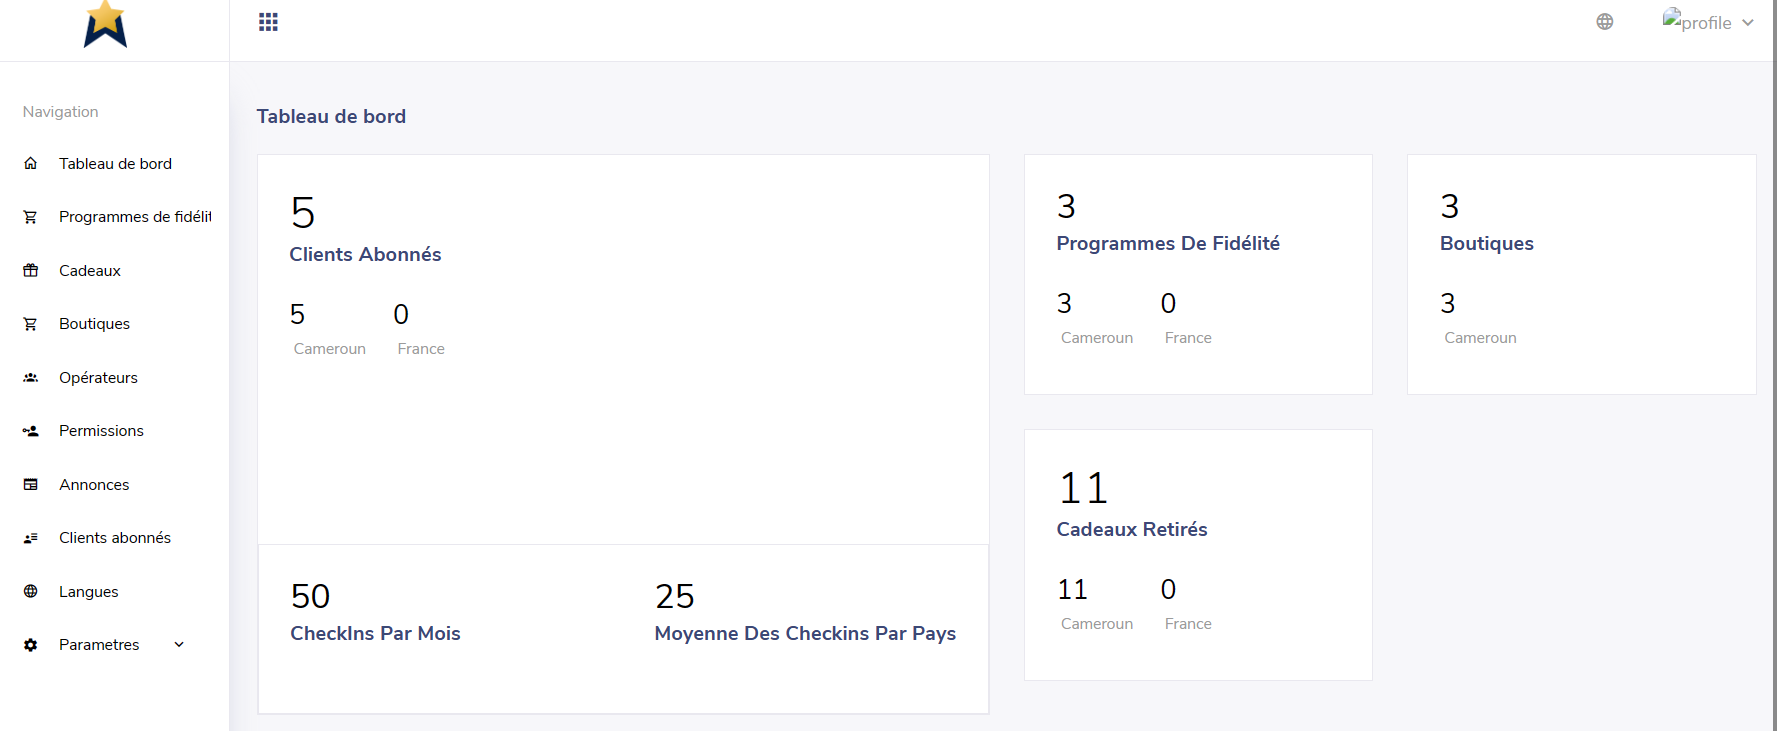 profile
Navigation
Tableau de bord
Programmes de fidélit
Cadeaux
Boutiques
Opérateurs
Permissions
Annonces
Clients abonnés
Langues
Parametres
Tableau de bord
5
Clients Abonnés
5 0
Cameroun France
50
CheckIns Par Mois
25
Moyenne Des Checkins Par Pays
3
Programmes De Fidélité
3 0
Cameroun France
3
Boutiques
3
Cameroun
11
Cadeaux Retirés
11 0
Cameroun France